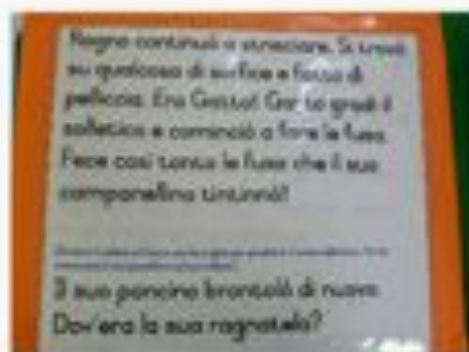 Ragno continuò a strisciare. Si trovò
su qualcosa di soffice e fatto di
pelliccia. Era Gatto! Gatto gradì il
solletico e cominciò a fare le fusa.
Fece così tanto le fusa che il suo
campanellino tintinnò!
Il suo pancino brontolò di nuovo.
Dov'era la sua ragnatela?